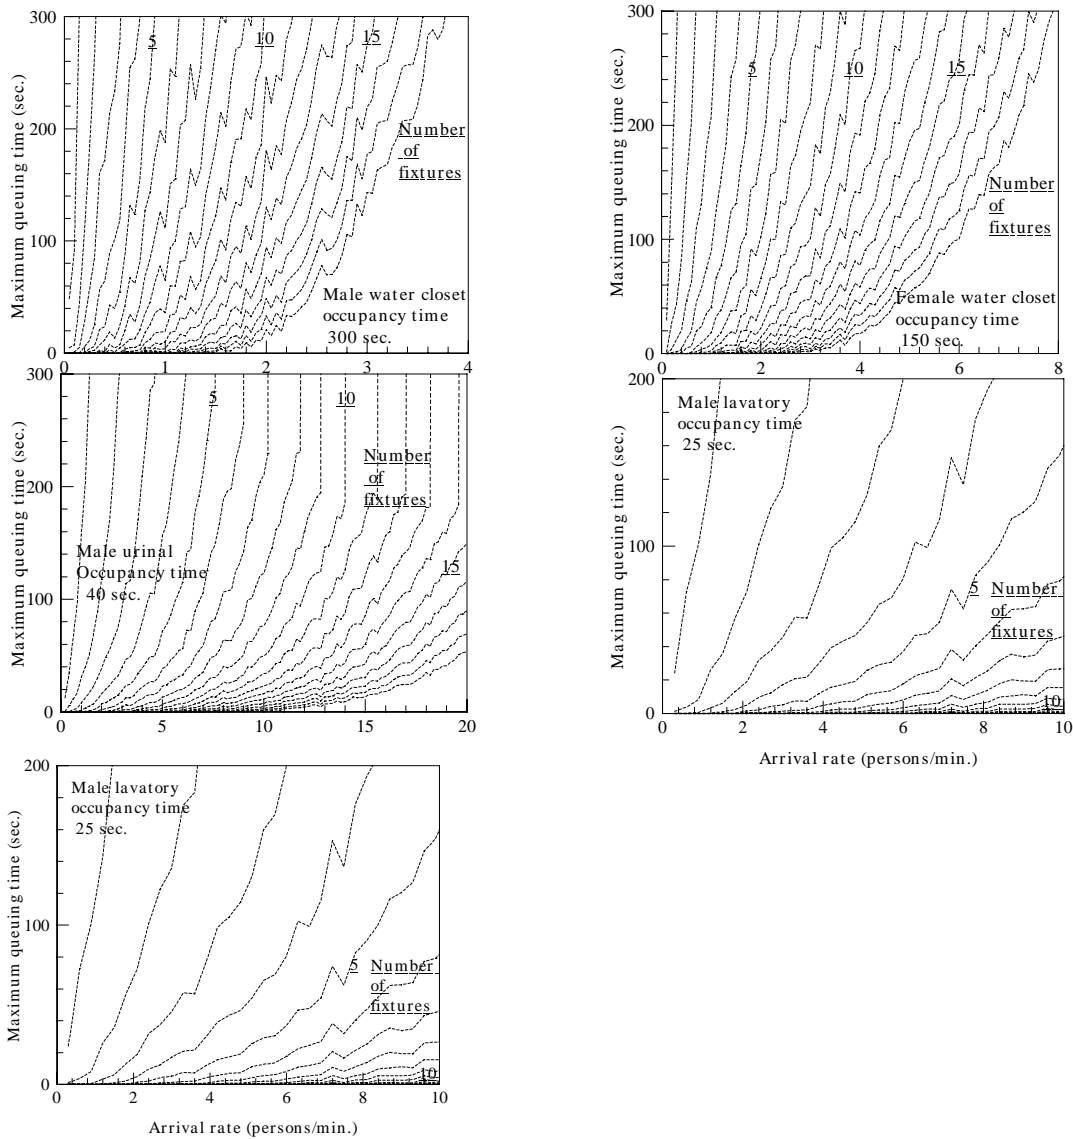 Maximum queuing time (sec.)
300
200
100
0
5
10
15
Number
of
fixtures
Male water closet
occupancy time
300 sec.
1
2
3
4
Maximum queuing time (sec.)
300
200
100
0
5
10
15
Number
of
fixtures
Female water closet
occupancy time
150 sec.
0
2
4
6
8
Maximum queuing time (sec.)
300
200
100
0
5
10
Number
of
fixtures
Male urinal
Occupancy time
40 sec.
15
0
5
10
15
20
Maximum queuing time (sec.)
200
100
0
Male lavatory
occupancy time
25 sec.
5
Number
of
fixtures
10
0
2
4
6
8
10
Arrival rate (persons/min.)
Maximum queuing time (sec.)
200
100
0
Male lavatory
occupancy time
25 sec.
5
Number
of
fixtures
10
0
2
4
6
8
10
Arrival rate (persons/min.)